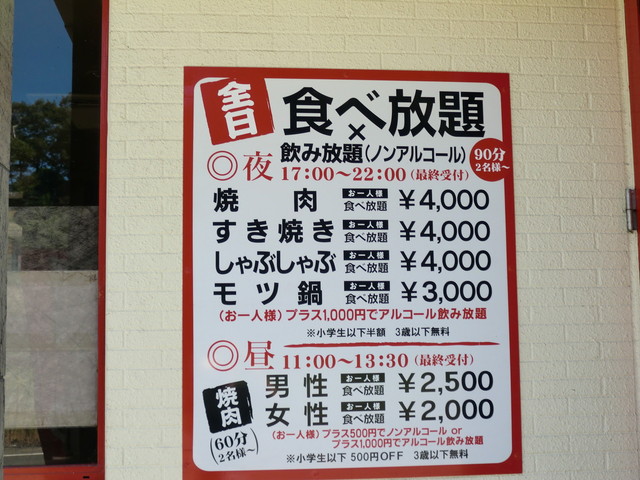 全日
食べ放題
×
飲み放題(ノンアルコール)
90分
2名様～
◎夜 17:00～22:00(最終受付)
焼肉 お一人様 食べ放題 ￥4,000
すき焼き お一人様 食べ放題 ￥4,000
しゃぶしゃぶ お一人様 食べ放題 ￥4,000
モツ鍋 お一人様 食べ放題 ￥3,000
(お一人様)プラス1,000円でアルコール飲み放題
※小学生以下半額 3歳以下無料
◎昼 11:00～13:30(最終受付)
焼肉
(60分)
2名様～
男性 お一人様 食べ放題 ￥2,500
女性 お一人様 食べ放題 ￥2,000
(お一人様)プラス500円でノンアルコール or
プラス1,000円でアルコール飲み放題
※小学生以下 500円OFF 3歳以下無料